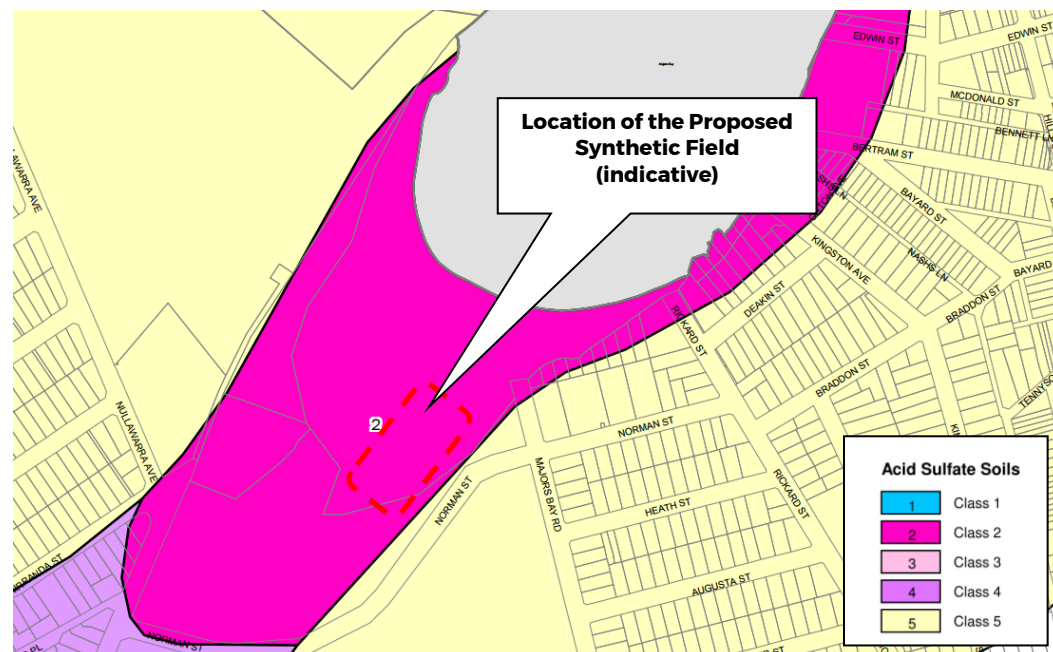 EDWIN ST
EDWIN ST
MCDONALD ST
BENNETT LN
BERTRAM ST
BAYARD ST
NASHS LN
BAYARD
KINGSTON AVE
DEAKIN ST
RICKARD ST
BRADDON ST
BRADDON ST
Location of the Proposed
Synthetic Field
(indicative)
LAWARRA AVE
NULLAWARRA AVE
2
NORMAN ST
NORMAN ST
MAJORS BAY RD
HEATH ST
RICKARD ST
AUGUSTA ST
NORMAN ST
PL
Acid Sulfate Soils
1 Class 1
2 Class 2
3 Class 3
4 Class 4
5 Class 5